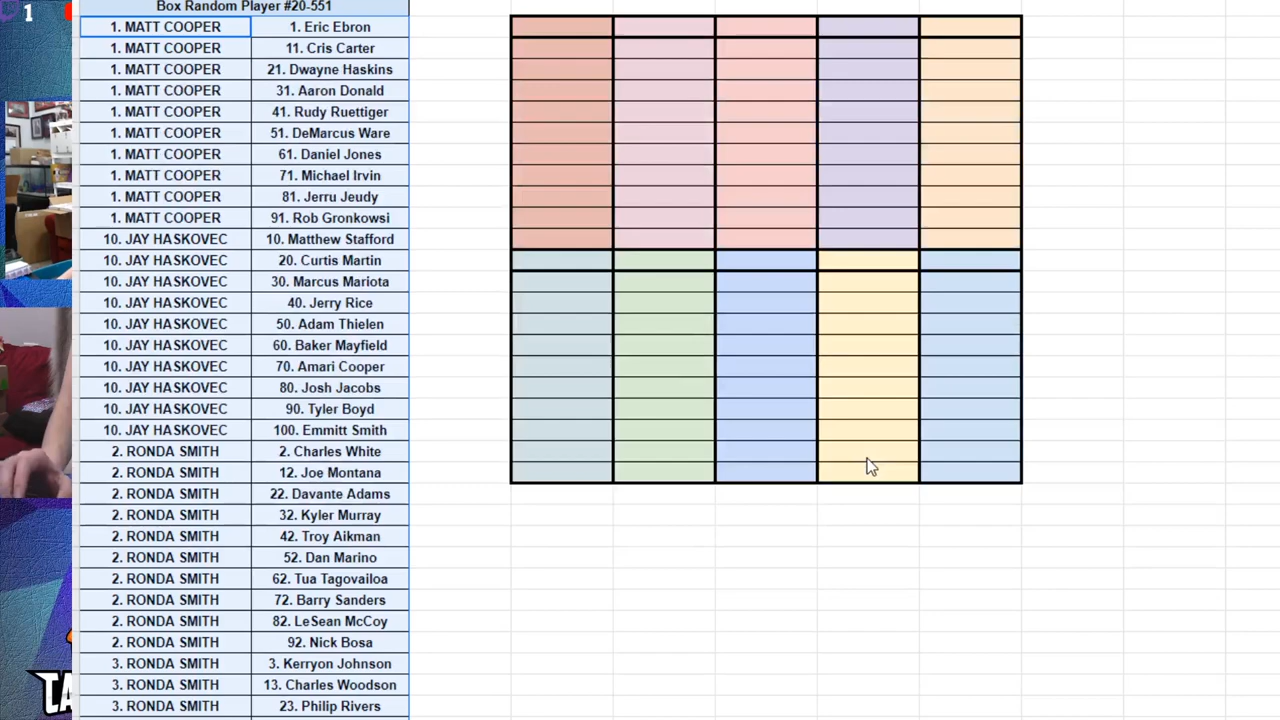 1
Box Random Player #20-551
1. MATT COOPER 1. Eric Ebron
1. MATT COOPER 11. Cris Carter
1. MATT COOPER 21. Dwayne Haskins
1. MATT COOPER 31. Aaron Donald
1. MATT COOPER 41. Rudy Ruettiger
1. MATT COOPER 51. DeMarcus Ware
1. MATT COOPER 61. Daniel Jones
1. MATT COOPER 71. Michael Irvin
1. MATT COOPER 81. Jerru Jeudy
1. MATT COOPER 91. Rob Gronkowsi
10. JAY HASKOVEC 10. Matthew Stafford
10. JAY HASKOVEC 20. Curtis Martin
10. JAY HASKOVEC 30. Marcus Mariota
10. JAY HASKOVEC 40. Jerry Rice
10. JAY HASKOVEC 50. Adam Thielen
10. JAY HASKOVEC 60. Baker Mayfield
10. JAY HASKOVEC 70. Amari Cooper
10. JAY HASKOVEC 80. Josh Jacobs
10. JAY HASKOVEC 90. Tyler Boyd
10. JAY HASKOVEC 100. Emmitt Smith
2. RONDA SMITH 2. Charles White
2. RONDA SMITH 12. Joe Montana
2. RONDA SMITH 22. Davante Adams
2. RONDA SMITH 32. Kyler Murray
2. RONDA SMITH 42. Troy Aikman
2. RONDA SMITH 52. Dan Marino
2. RONDA SMITH 62. Tua Tagovailoa
2. RONDA SMITH 72. Barry Sanders
2. RONDA SMITH 82. LeSean McCoy
2. RONDA SMITH 92. Nick Bosa
3. RONDA SMITH 3. Kerryon Johnson
3. RONDA SMITH 13. Charles Woodson
3. RONDA SMITH 23. Philip Rivers